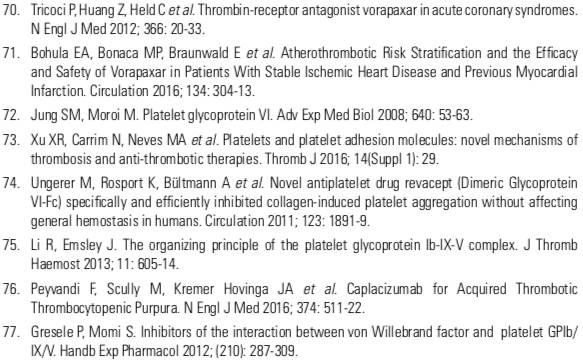 70. Tricoci P, Huang Z, Held C et al. Thrombin-receptor antagonist vorapaxar in acute coronary syndromes.
N Engl J Med 2012; 366: 20-33.
71. Bohula EA, Bonaca MP, Braunwald E et al. Atherothrombotic Risk Stratification and the Efficacy
and Safety of Vorapaxar in Patients With Stable Ischemic Heart Disease and Previous Myocardial
Infarction. Circulation 2016; 134: 304-13.
72. Jung SM, Moroi M. Platelet glycoprotein VI. Adv Exp Med Biol 2008; 640: 53-63.
73. Xu XR, Carrim N, Neves MA et al. Platelets and platelet adhesion molecules: novel mechanisms of
thrombosis and anti-thrombotic therapies. Thromb J 2016; 14(Suppl 1): 29.
74. Ungerer M, Rosport K, Bültmann A et al. Novel antiplatelet drug revacept (Dimeric Glycoprotein
VI-Fc) specifically and efficiently inhibited collagen-induced platelet aggregation without affecting
general hemostasis in humans. Circulation 2011; 123: 1891-9.
75. Li R, Emsley J. The organizing principle of the platelet glycoprotein Ib-IX-V complex. J Thromb
Haemost 2013; 11: 605-14.
76. Peyvandi F, Scully M, Kremer Hovinga JA et al. Caplacizumab for Acquired Thrombotic
Thrombocytopenic Purpura. N Engl J Med 2016; 374: 511-22.
77. Gresele P, Momi S. Inhibitors of the interaction between von Willebrand factor and platelet GPIb/
IX/V. Handb Exp Pharmacol 2012; (210): 287-309.